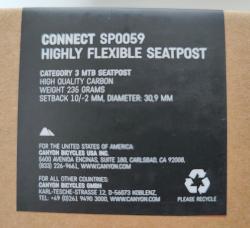 CONNECT SP0059
HIGHLY FLEXIBLE SEATPOST
CATEGORY 3 MTB SEATPOST
HIGH QUALITY CARBON
WEIGHT 235 GRAMS
SETBACK 10/-2 MM, DIAMETER: 30,9 MM
FOR THE UNITED STATES OF AMERICA:
CANYON BICYCLES USA INC.
5600 AVENIDA ENCINAS, SUITE 180, CARLSBAD, CA 92008,
(833) 226-9661, WWW.CANYON.COM
FOR ALL OTHER COUNTRIES:
CANYON BICYCLES GMBH
KARL-TESCHE-STRASSE 12, D-56073 KOBLENZ,
TEL. +49 (0)261 9490 3000, WWW.CANYON.COM
PLEASE RECYCLE